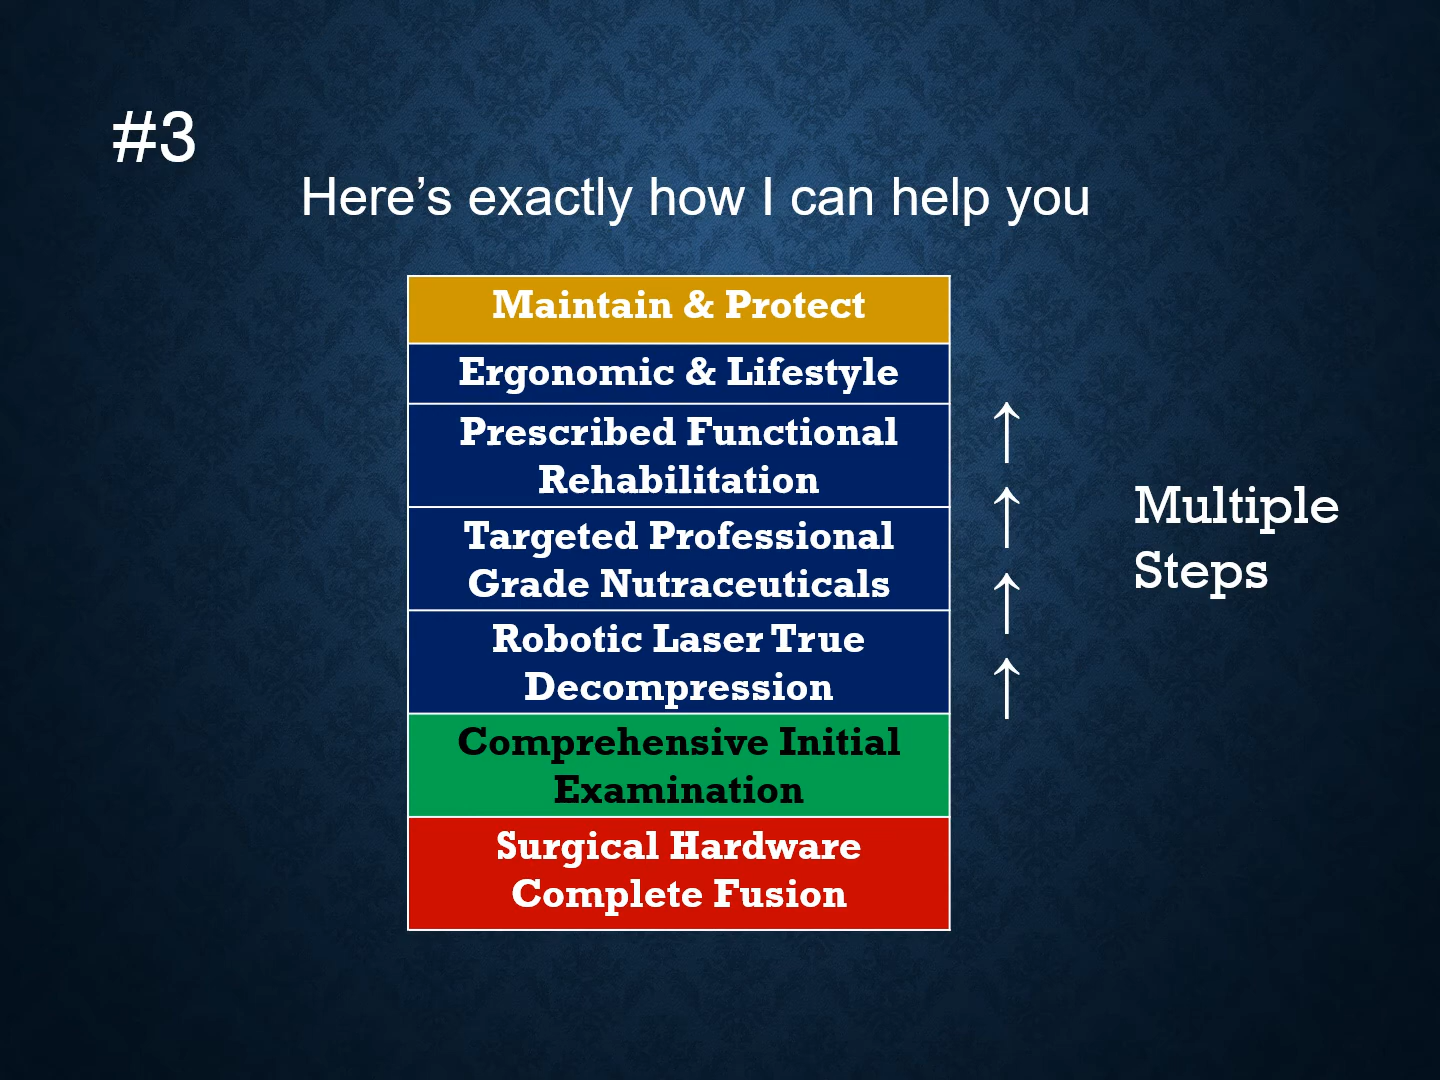 #3
Here’s exactly how I can help you
Maintain & Protect
Ergonomic & Lifestyle
Prescribed Functional
Rehabilitation
Targeted Professional
Grade Nutraceuticals
Robotic Laser True
Decompression
Comprehensive Initial
Examination
Surgical Hardware
Complete Fusion
↑
↑
↑
↑
Multiple
Steps